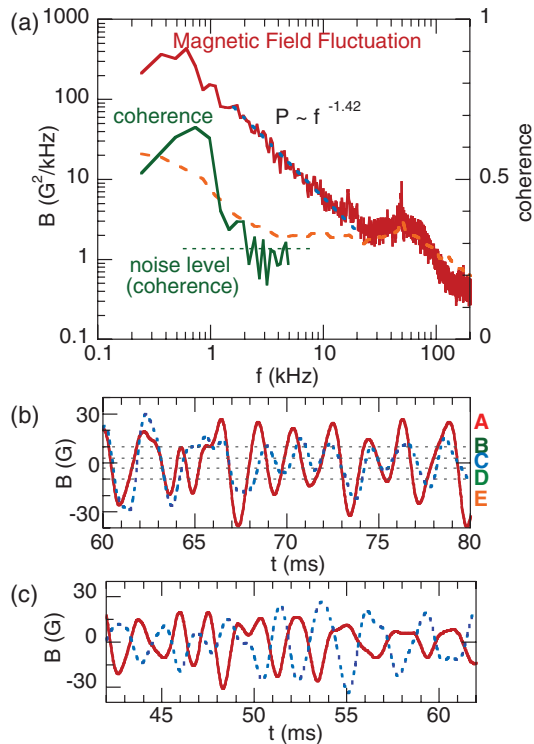 (a)
1000
100
10
1
0.1
B (G²/kHz)
Magnetic Field Fluctuation
P ~ f -1.42
coherence
noise level
(coherence)
1
0.5
0
coherence
0.1 1 10 100
f (kHz)
(b)
30
0
-30
B (G)
A
B
C
D
E
60 65 70 75 80
t (ms)
(c)
30
0
-30
B (G)
45 50 55 60
t (ms)